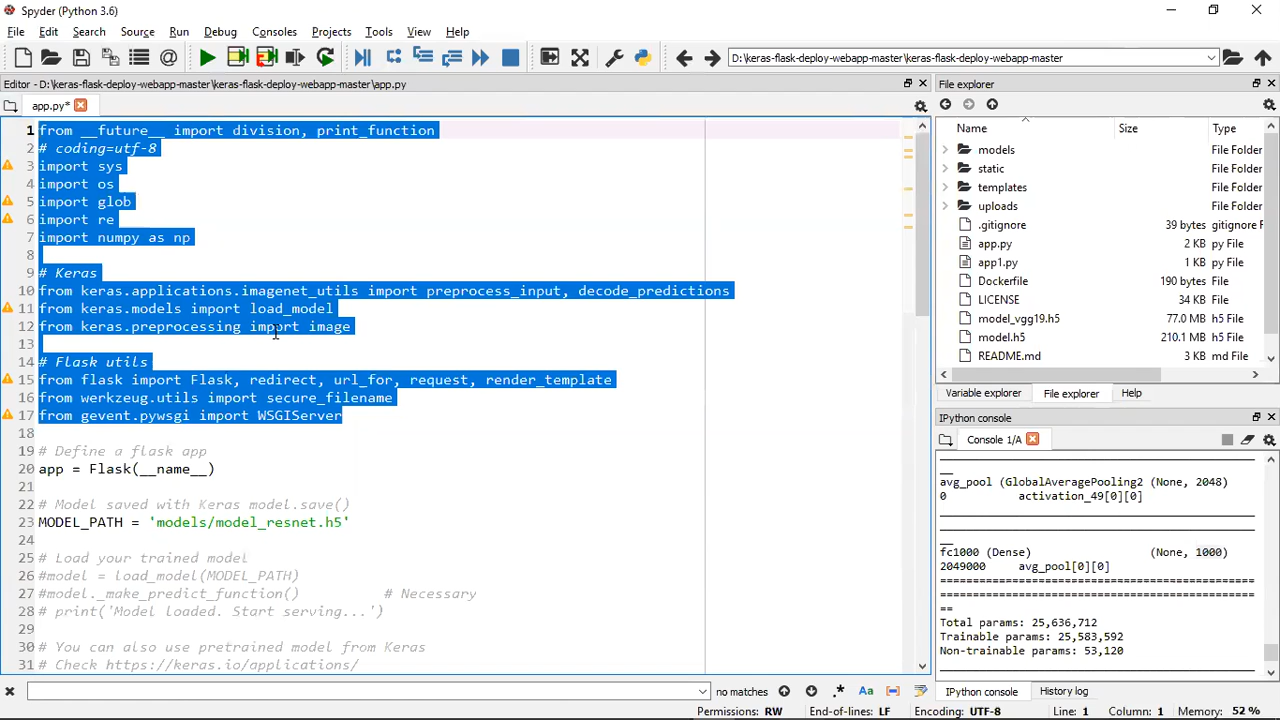 Spyder (Python 3.6)
File Edit Search Source Run Debug Consoles Projects Tools View Help
D:\keras-flask-deploy-webapp-master\keras-flask-deploy-webapp-master
Editor - D:\keras-flask-deploy-webapp-master\keras-flask-deploy-webapp-master\app.py
app.py*
1 from __future__ import division, print_function
2 # coding=utf-8
3 import sys
4 import os
5 import glob
6 import re
7 import numpy as np
8
9 # Keras
10 from keras.applications.imagenet_utils import preprocess_input, decode_predictions
11 from keras.models import load_model
12 from keras.preprocessing import image
13
14 # Flask utils
15 from flask import Flask, redirect, url_for, request, render_template
16 from werkzeug.utils import secure_filename
17 from gevent.pywsgi import WSGIServer
18
19 # Define a flask app
20 app = Flask(__name__)
21
22 # Model saved with Keras model.save()
23 MODEL_PATH = 'models/model_resnet.h5'
24
25 # Load your trained model
26 #model = load_model(MODEL_PATH)
27 #model._make_predict_function()          # Necessary
28 # print('Model loaded. Start serving...')
29
30 # You can also use pretrained model from Keras
31 # Check https://keras.io/applications/
no matches
Aa
File explorer
Name Size Type
models File Folder
static File Folder
templates File Folder
uploads File Folder
.gitignore 39 bytes gitignore F
app.py 2 KB py File
app1.py 262 bytes py File
Dockerfile 281 bytes File
LICENSE 34 KB File
model_vgg19.h5 77.0 MB h5 File
model.h5 210.1 MB h5 File
README.md 3 KB md File
Variable explorer File explorer Help
IPython console
Console 1/A
__
avg_pool (GlobalAveragePooling2 (None, 2048)
0 activation_49[0][0]
__
fc1000 (Dense) (None, 1000)
2049000 avg_pool[0][0]
==========================================
==========================================
==
Total params: 25,636,712
Trainable params: 25,583,592
Non-trainable params: 53,120
IPython console History log
Permissions: RW End-of-lines: LF Encoding: UTF-8 Line: 1 Column: 1 Memory: 52 %